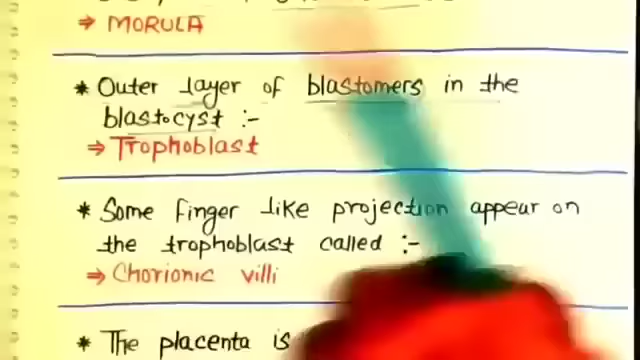 ⇒ MORULA
* Outer layer of blastomers in the
blastocyst :-
⇒ Trophoblast
* Some finger like projection appear on
the trophoblast called :-
⇒ Chorionic villi
* The placenta is